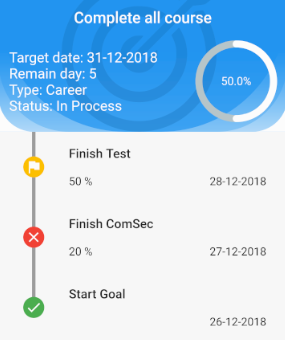 Complete all course
Target date: 31-12-2018
Remain day: 5
Type: Career
Status: In Process
50.0%
Finish Test
50 % 28-12-2018
Finish ComSec
20 % 27-12-2018
Start Goal
26-12-2018